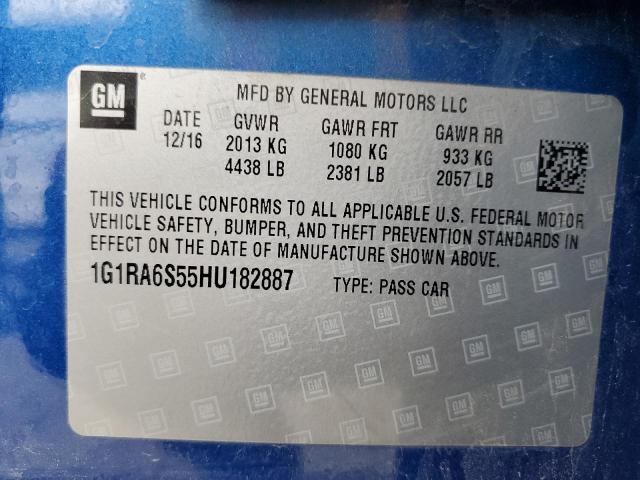 GM
MFD BY GENERAL MOTORS LLC
DATE GVWR GAWR FRT GAWR RR
12/16 2013 KG 1080 KG 933 KG
4438 LB 2381 LB 2057 LB
THIS VEHICLE CONFORMS TO ALL APPLICABLE U.S. FEDERAL MOTOR
VEHICLE SAFETY, BUMPER, AND THEFT PREVENTION STANDARDS IN
EFFECT ON THE DATE OF MANUFACTURE SHOWN ABOVE.
1G1RA6S55HU182887 TYPE: PASS CAR